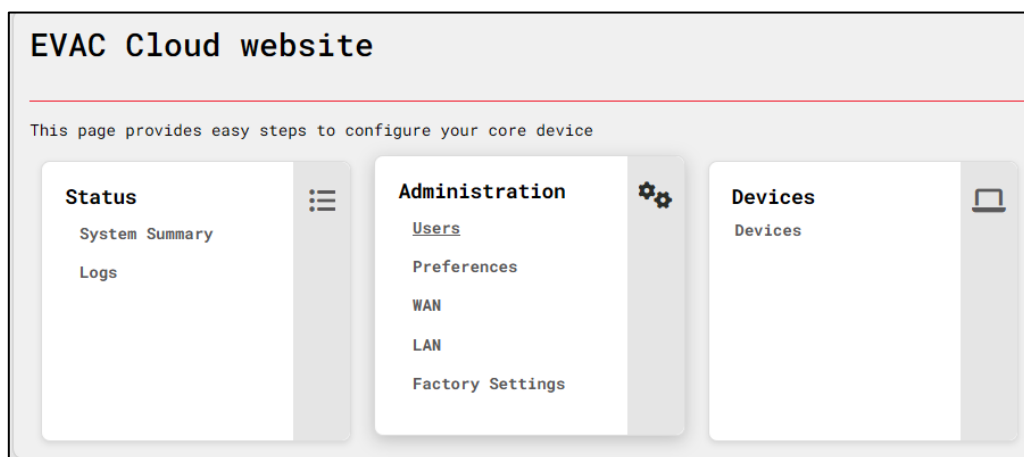 EVAC Cloud website
This page provides easy steps to configure your core device
Status
System Summary
Logs
Administration
Users
Preferences
WAN
LAN
Factory Settings
Devices
Devices